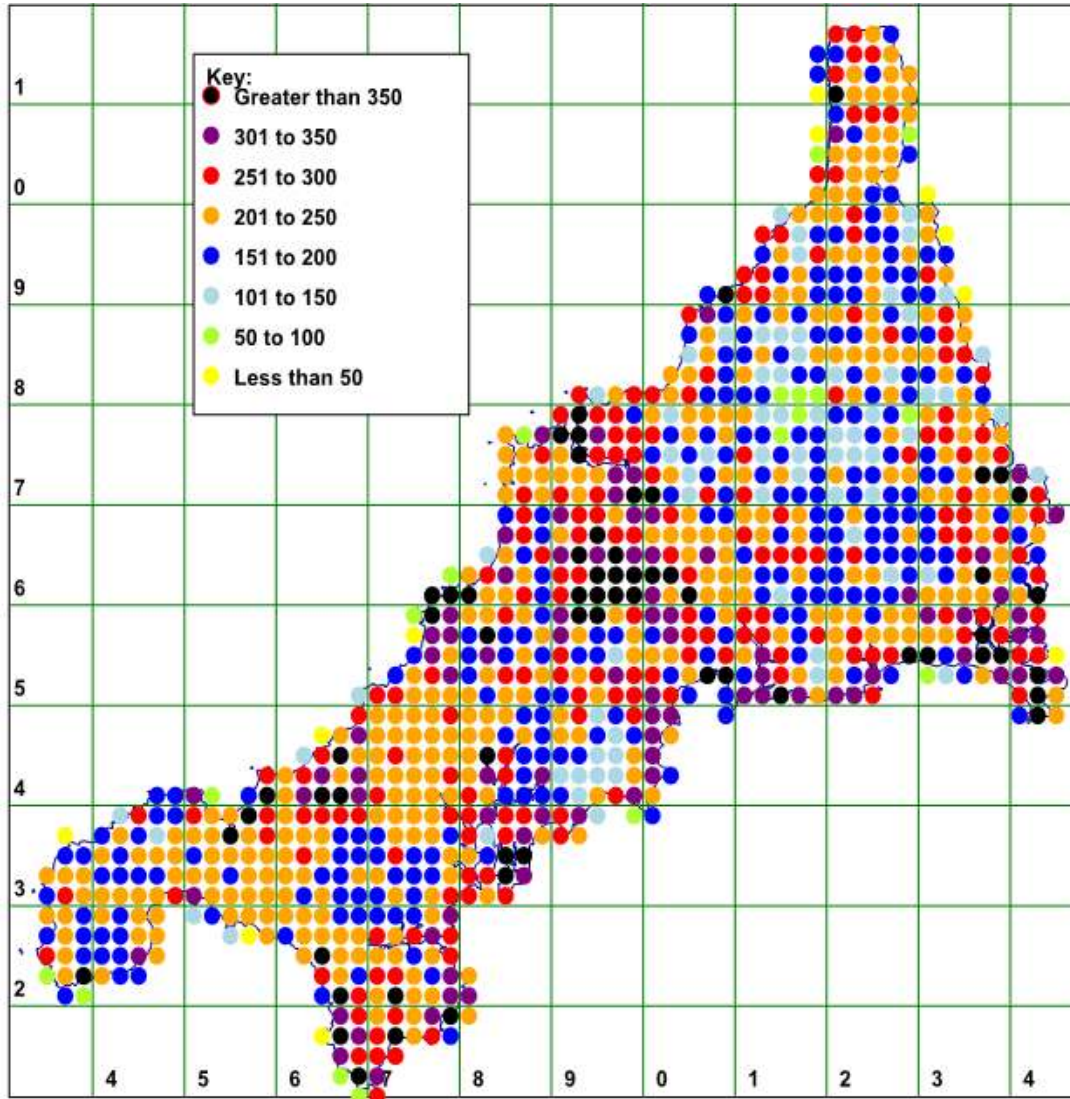 Key:
Greater than 350
301 to 350
251 to 300
201 to 250
151 to 200
101 to 150
50 to 100
Less than 50
1
0
9
8
7
6
5
4
3
2
4 5 6 7 8 9 0 1 2 3 4